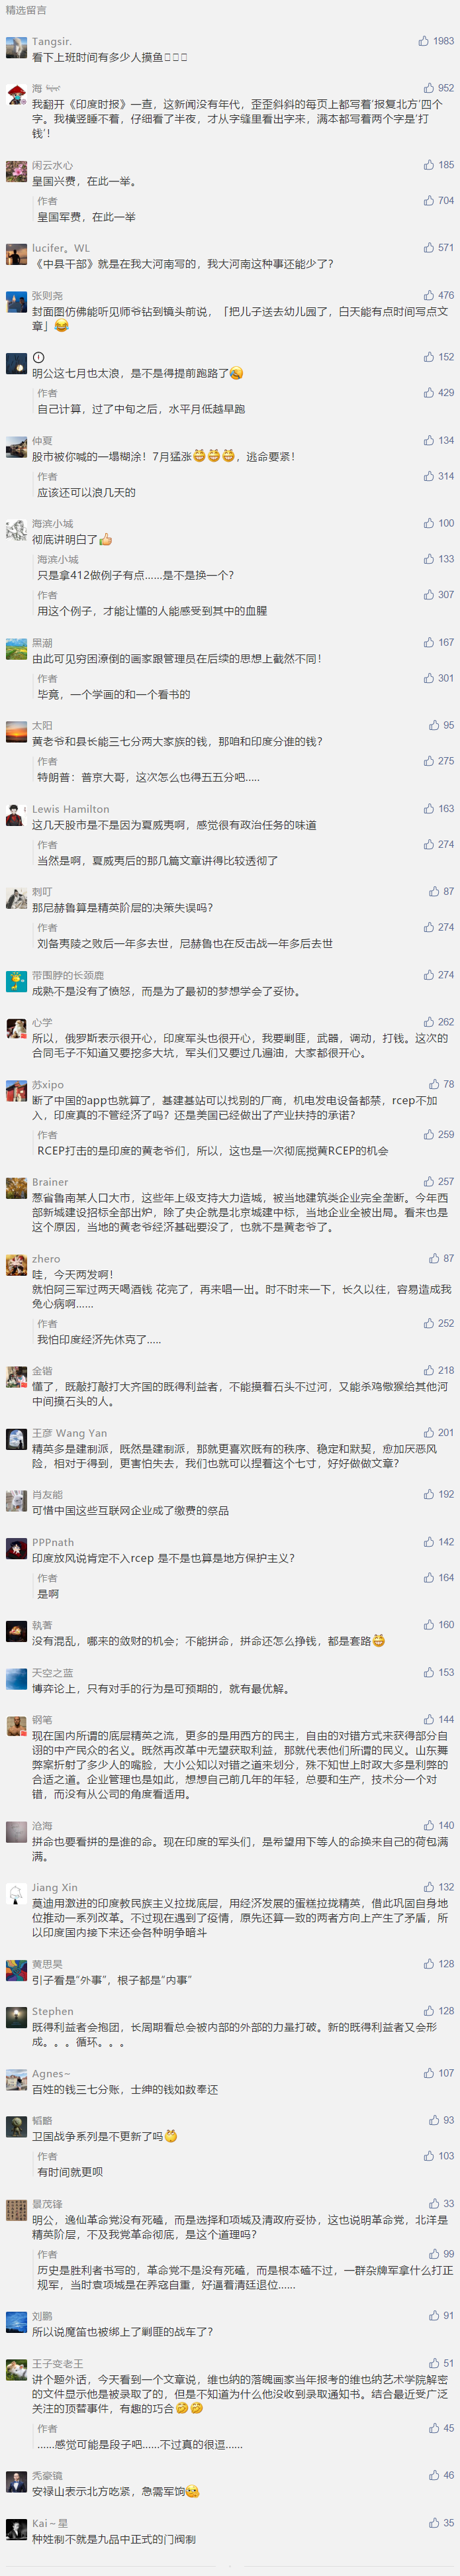 精选留言
Tangsir.
1983
看下上班时间有多少人摸鱼
海
952
我翻开《印度时报》一直，这新闻没有年代，歪歪斜斜的每页上都写着‘报复北方’四个
字。我横竖睡不着，仔细看了半夜，才从字缝里看出字来，满本都写着两个字是‘打
钱’！
闲云水心
185
皇国兴费，在此一举。
作者
704
皇国军费，在此一举
lucifer。WL
571
《中县干部》就是在我大河南写的，我大河南这种事还能少了？
张则尧
476
封面图仿佛能听见师爷钻到镜头前说，「把儿子送去幼儿园了，白天能有点时间写点文
章」😂
152
明公这七月也太浪，是不是得提前跑路了🤣
作者
429
自己计算，过了中旬之后，水平月低越早跑
仲夏
134
股市被你喊的一塌糊涂！7月猛涨😁😁😁，逃命要紧！
作者
314
应该还可以浪几天的
海滨小城
100
彻底讲明白了👍
海滨小城
133
只是拿412做例子有点……是不是换一个？
作者
307
用这个例子，才能让懂的人能感受到其中的血腥
黑潮
167
由此可见穷困潦倒的画家跟管理员在后续的思想上截然不同！
作者
301
毕竟，一个学画的和一个看书的
太阳
95
黄老爷和县长能三七分两大家族的钱，那咱和印度分谁的钱？
作者
275
特朗普：普京大哥，这次怎么也得五五分吧.....
Lewis Hamilton
163
这几天股市是不是因为夏威夷啊，感觉很有政治任务的味道
作者
274
当然是啊，夏威夷后的那几篇文章讲得比较透彻了
刺叮
87
那尼赫鲁算是精英阶层的决策失误吗？
作者
274
刘备夷陵之败后一年多去世，尼赫鲁也在反击战一年多后去世
带围脖的长颈鹿
274
成熟不是没有了愤怒，而是为了最初的梦想学会了妥协。
心学
262
所以，俄罗斯表示很开心，印度军头也很开心，我要剿匪，武器，调动，打钱。这次的
合同毛子不知道又要挖多大坑，军头们又要过几遍油，大家都很开心。
苏xipo
78
断了中国的app也就算了，基建基站可以找别的厂商，机电发电设备都禁，rcep不加
入，印度真的不管经济了吗？还是美国已经做出了产业扶持的承诺？
作者
259
RCEP打击的是印度的黄老爷们，所以，这也是一次彻底搅黄RCEP的机会
Brainer
257
葱省鲁南某人口大市，这些年上级支持大力造城，被当地建筑类企业完全垄断。今年西
部新城建设招标全部出炉，除了央企就是北京城建中标，当地企业全被出局。看来也是
这个原因，当地的黄老爷经济基础要没了，也就不是黄老爷了。
zhero
87
哇，今天两发啊！
就怕阿三军过两天喝酒钱 花完了，再来唱一出。时不时来一下，长久以往，容易造成我
兔心病啊……
作者
252
我怕印度经济先休克了.....
金锴
218
懂了，既敲打敲打大齐国的既得利益者，不能摸着石头不过河，又能杀鸡儆猴给其他河
中间摸石头的人。
王彦 Wang Yan
201
精英多是建制派，既然是建制派，那就更喜欢既有的秩序、稳定和默契，愈加厌恶风
险，相对于得到，更害怕失去，我们也就可以捏着这个七寸，好好做做文章？
肖友能
192
可惜中国这些互联网企业成了缴费的祭品
PPPnath
142
印度放风说肯定不入rcep 是不是也算是地方保护主义？
作者
164
是啊
執著
160
没有混乱，哪来的敛财的机会；不能拼命，拼命还怎么挣钱，都是套路😁
天空之蓝
153
博弈论上，只有对手的行为是可预期的，就有最优解。
钢笔
144
现在国内所谓的底层精英之流，更多的是用西方的民主，自由的对错方式来获得部分自
诩的中产民众的名义。既然再改革中无望获取利益，那就代表他们所谓的民义。山东舞
弊案折射了多少人的嘴脸，大小公知以对错之道来划分，殊不知世上时政大多是利弊的
合适之道。企业管理也是如此，想想自己前几年的年轻，总要和生产，技术分一个对
错，而没有从公司的角度看适用。
沧海
140
拼命也要看拼的是谁的命。现在印度的军头们，是希望用下等人的命换来自己的荷包满
满。
Jiang Xin
132
莫迪用激进的印度教民族主义拉拢底层，用经济发展的蛋糕拉拢精英，借此巩固自身地
位推动一系列改革。不过现在遇到了疫情，原先还算一致的两者方向上产生了矛盾，所
以印度国内接下来还会各种明争暗斗
黄思昊
128
引子看是“外事”，根子都是“内事”
Stephen
128
既得利益者会抱团，长周期看总会被内部的外部的力量打破。新的既得利益者又会形
成。。。循环。。。
Agnes~
107
百姓的钱三七分账，士绅的钱如数奉还
韬略
93
卫国战争系列是不更新了吗🤔
作者
103
有时间就更呗
景茂锋
33
明公，逸仙革命党没有死磕，而是选择和项城及清政府妥协，这也说明革命党，北洋是
精英阶层，不及我党革命彻底，是这个道理吗？
作者
99
历史是胜利者书写的，革命党不是没有死磕，而是根本磕不过，一群杂牌军拿什么打正
规军，当时袁项城是在养寇自重，好逼着清廷退位……
刘鹏
91
所以说魔笛也被绑上了剿匪的战车了？
王子变老王
51
讲个题外话，今天看到一个文章说，维也纳的落魄画家当年报考的维也纳艺术学院解密
的文件显示他是被录取了的，但是不知道为什么他没收到录取通知书。结合最近受广泛
关注的顶替事件，有趣的巧合🤔🤔
作者
45
……感觉可能是段子吧……不过真的很逗……
秃豪镜
46
安禄山表示北方吃紧，急需军饷
Kai～星
35
种姓制不就是九品中正式的门阀制